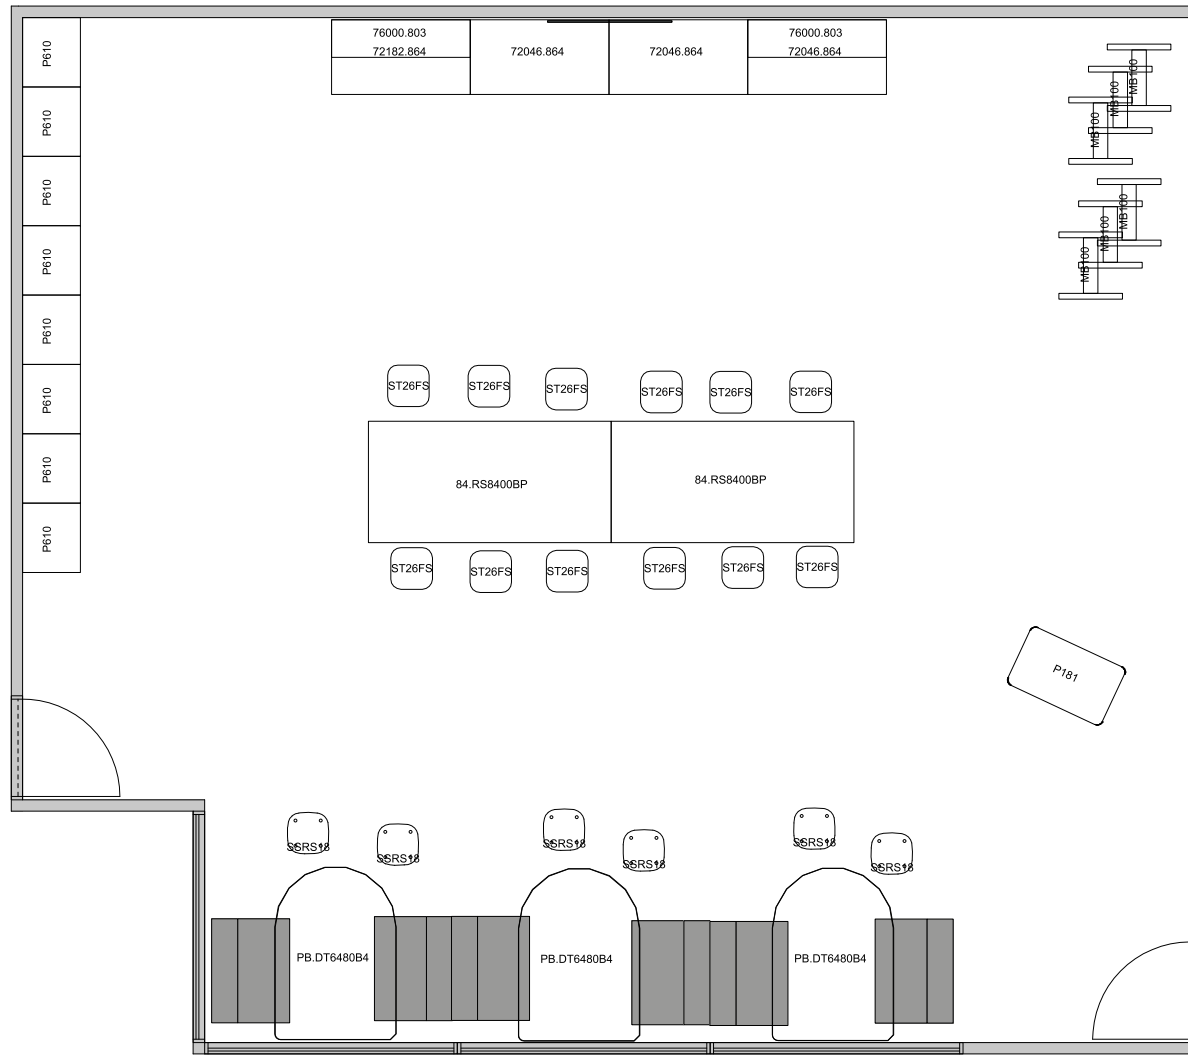 76000.803
72182.864
72046.864
72046.864
76000.803
72046.864
P610
P610
P610
P610
P610
P610
P610
P610
MB100
MB100
MB100
MB100
MB100
MB100
ST26FS
ST26FS
ST26FS
ST26FS
ST26FS
ST26FS
84.RS8400BP
84.RS8400BP
ST26FS
ST26FS
ST26FS
ST26FS
ST26FS
ST26FS
P181
SSRS18
SSRS18
SSRS18
SSRS18
SSRS18
SSRS18
PB.DT6480B4
PB.DT6480B4
PB.DT6480B4